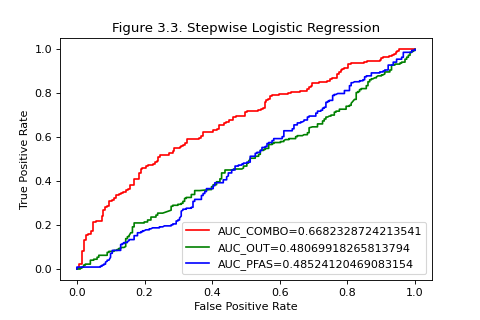 Figure 3.3. Stepwise Logistic Regression
True Positive Rate
1.0
0.8
0.6
0.4
0.2
0.0
AUC_COMBO=0.6682328724213541
AUC_OUT=0.48069918265813794
AUC_PFAS=0.48524120469083154
0.0 0.2 0.4 0.6 0.8 1.0
False Positive Rate